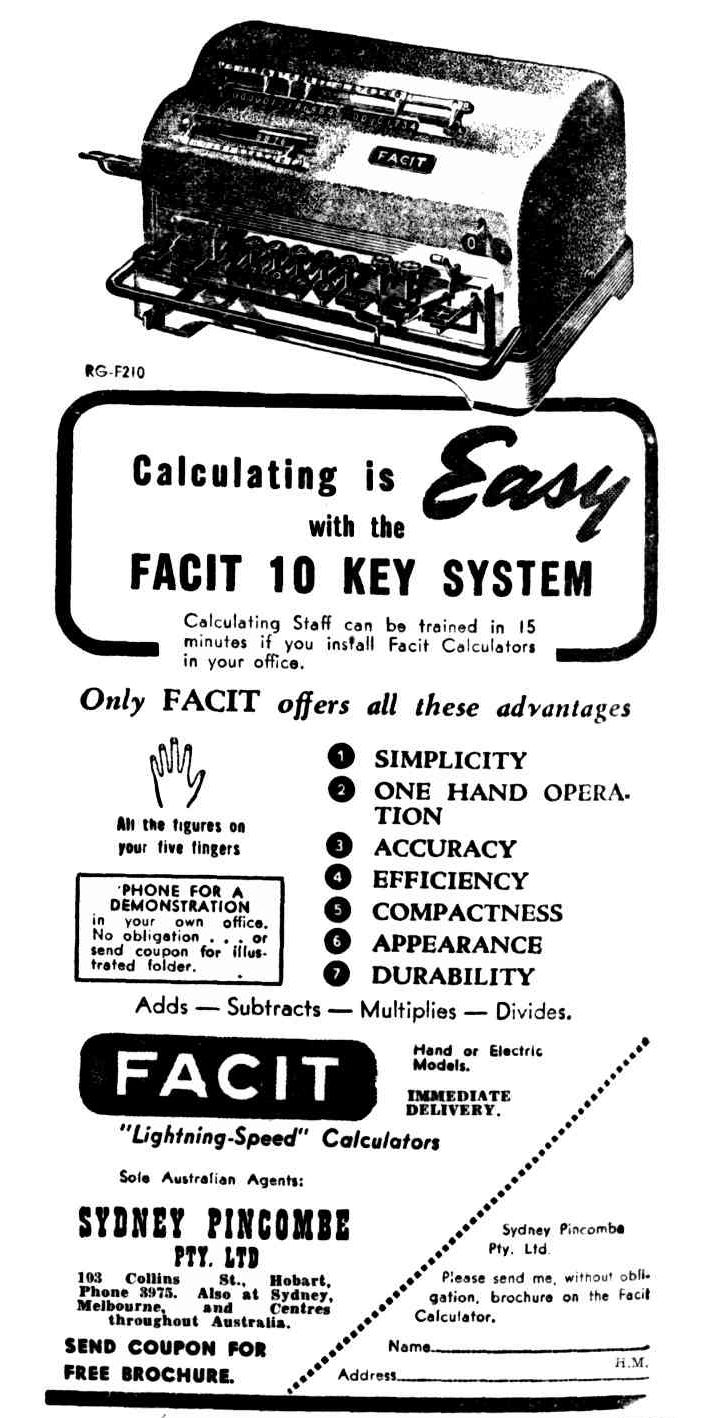 FACIT
RG-F210
Calculating is Easy
with the
FACIT 10 KEY SYSTEM
Calculating Staff can be trained in 15
minutes if you install Facit Calculators
in your office.
Only FACIT offers all these advantages
All the figures on
your five fingers
'PHONE FOR A
DEMONSTRATION
in your own office.
No obligation . . . or
send coupon for illus-
trated folder.
1 SIMPLICITY
2 ONE HAND OPERA-
TION
3 ACCURACY
4 EFFICIENCY
5 COMPACTNESS
6 APPEARANCE
7 DURABILITY
Adds — Subtracts — Multiplies — Divides.
FACIT
Hand or Electric
Models.
IMMEDIATE
DELIVERY.
"Lightning-Speed" Calculators
Sole Australian Agents:
SYDNEY PINCOMBE
PTY. LTD
103 Collins St., Hobart,
Phone 3975. Also at Sydney,
Melbourne, and Centres
throughout Australia.
SEND COUPON FOR
FREE BROCHURE.
Sydney Pincombe
Pty. Ltd.
Please send me, without obli-
gation, brochure on the Facit
Calculator.
Name
H.M.
Address